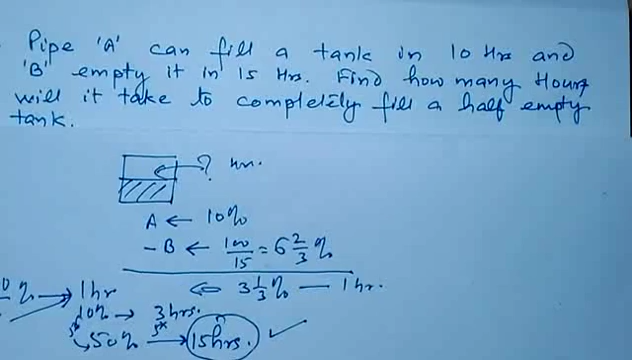 Pipe 'A' can fill a tank in 10 Hrs and
'B' empty it in 15 Hrs. Find how many Hours
will it take to completely fill a half empty
tank.
? hr.
A ← 10%
- B ← 100/15 = 6 2/3 %
⇐ 3 1/3 % — 1 hr.
% → 1 hr
10% → 3 hrs.
50% → 15 hrs. ✓